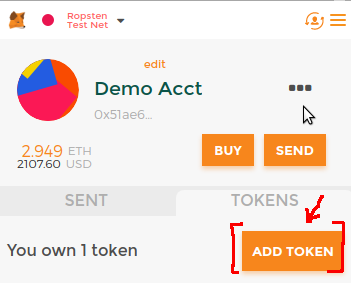 Ropsten
Test Net
edit
Demo Acct
0x51ae6...
2.949 ETH
2107.60 USD
BUY
SEND
SENT
TOKENS
You own 1 token
ADD TOKEN